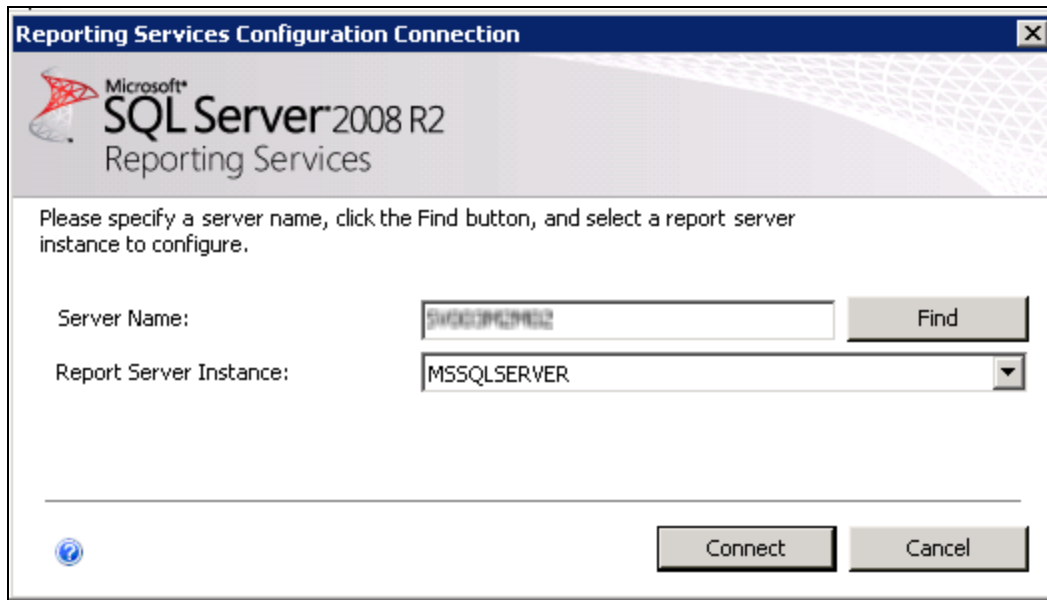 Reporting Services Configuration Connection
Microsoft®
SQL Server® 2008 R2
Reporting Services
Please specify a server name, click the Find button, and select a report server
instance to configure.
Server Name:
Find
Report Server Instance:
MSSQLSERVER
Connect
Cancel